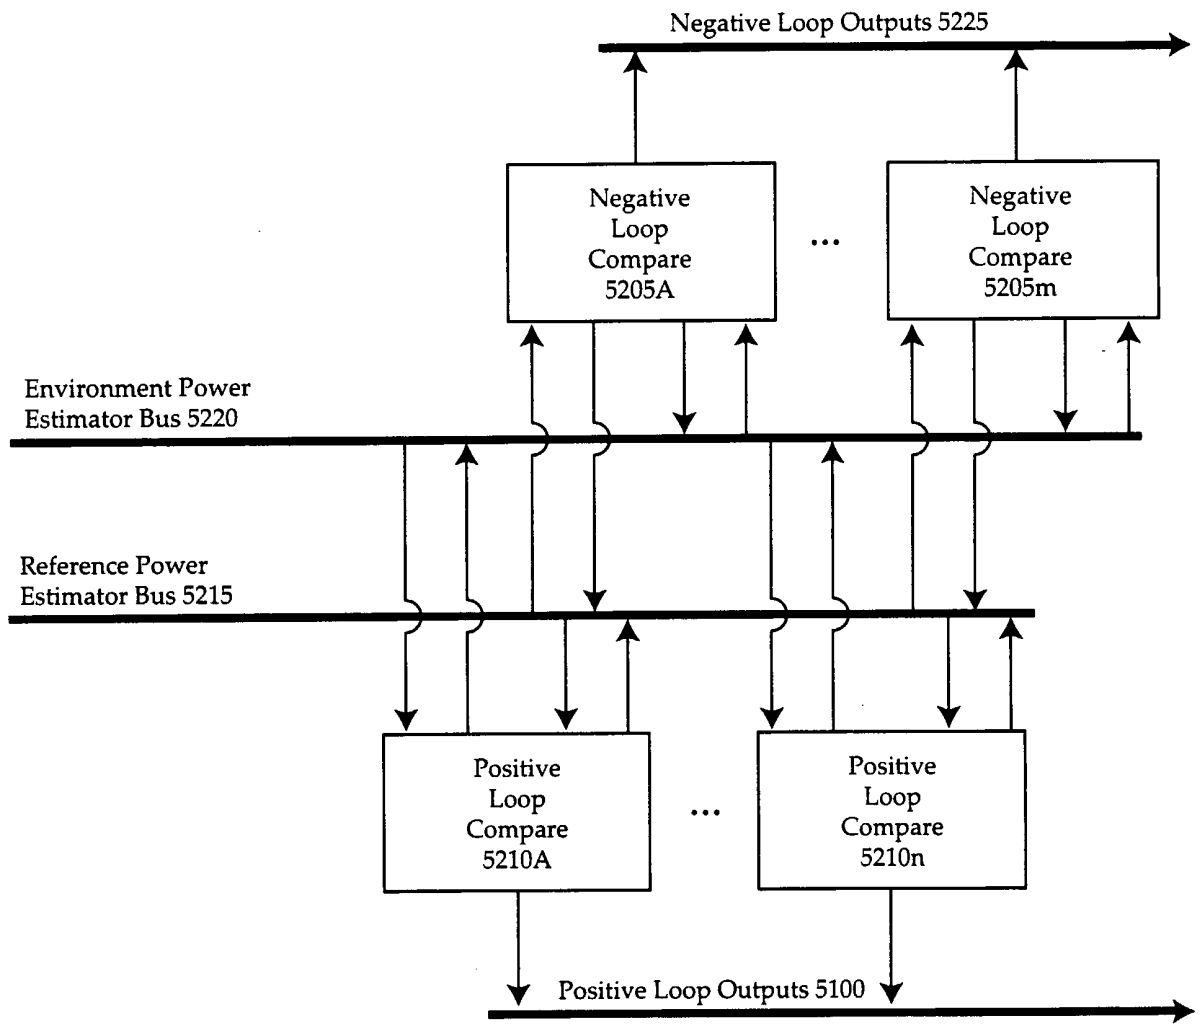 Negative Loop Outputs 5225
Negative
Loop
Compare
5205A
...
Negative
Loop
Compare
5205m
Environment Power
Estimator Bus 5220
Reference Power
Estimator Bus 5215
Positive
Loop
Compare
5210A
...
Positive
Loop
Compare
5210n
Positive Loop Outputs 5100